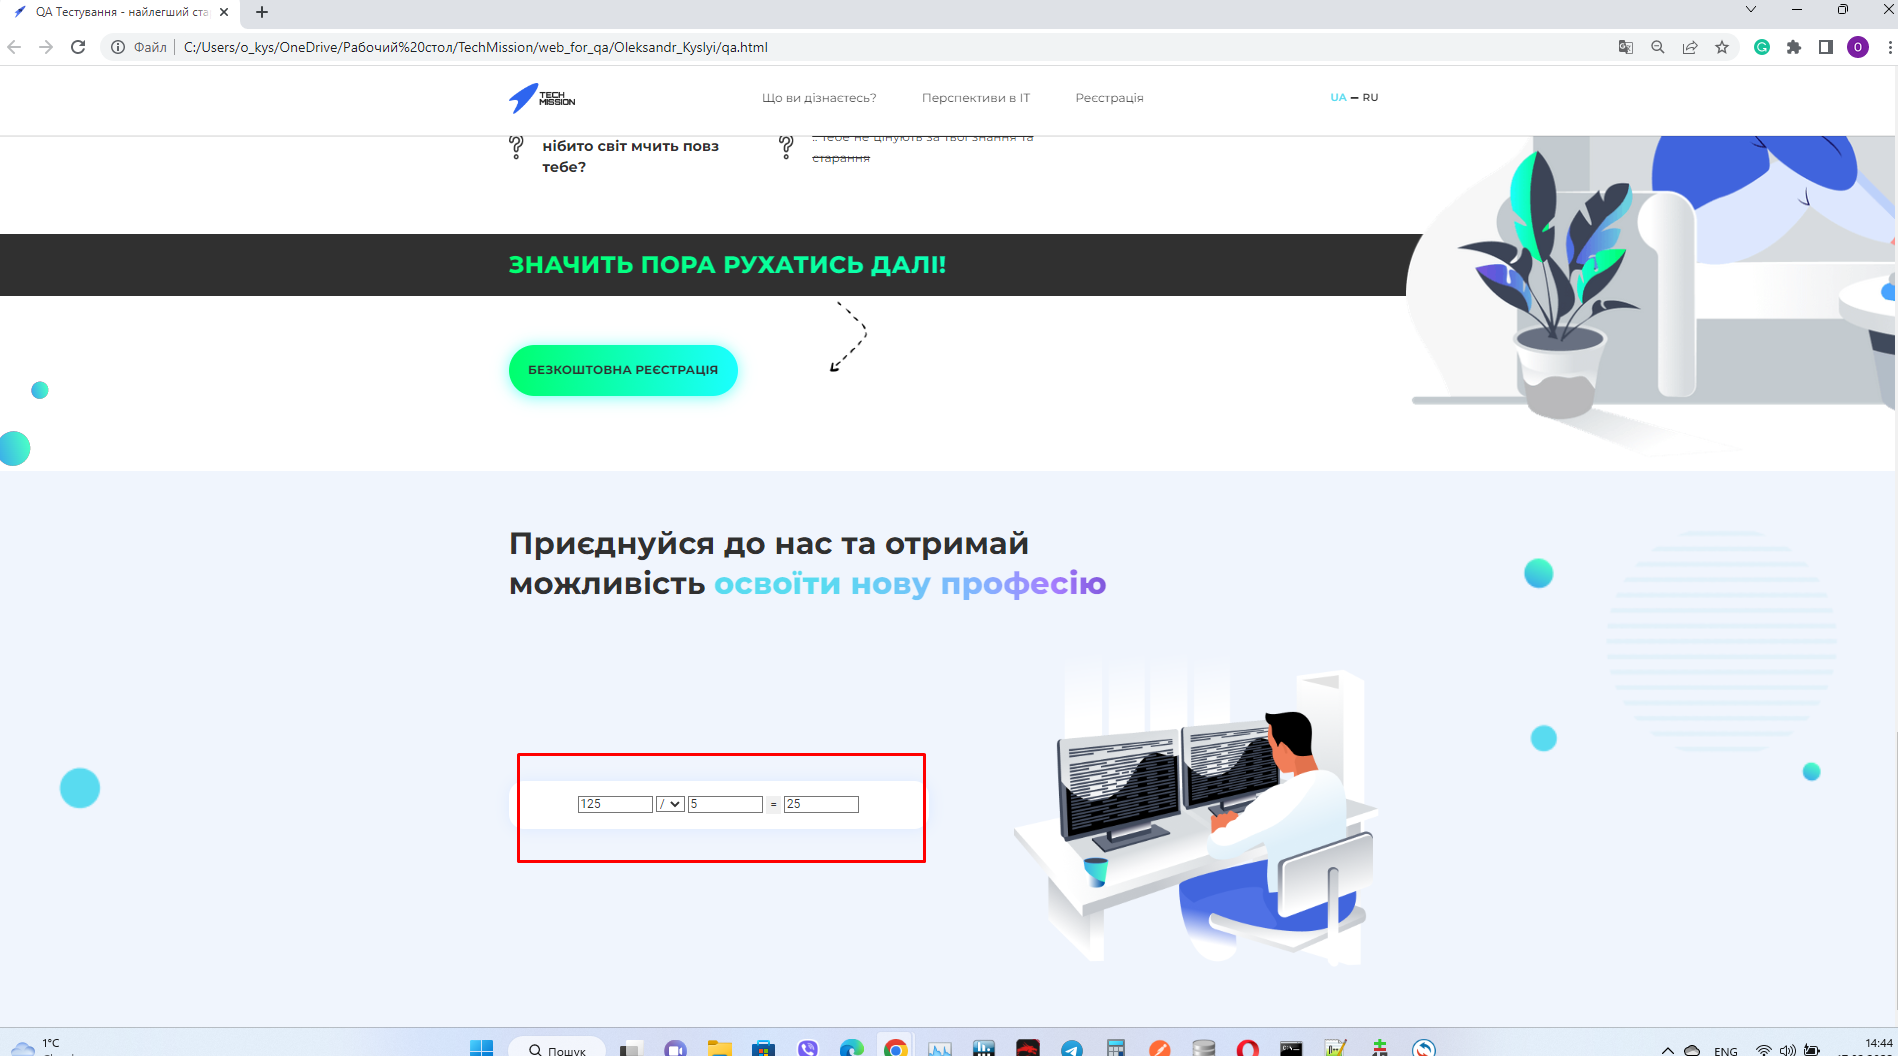 QA Тестування - найлегший ста
Файл
C:/Users/o_kys/OneDrive/Рабочий%20стол/TechMission/web_for_qa/Oleksandr_Kyslyi/qa.html
O
TECH
MISSION
Що ви дізнаєтесь?
Перспективи в IT
Реєстрація
UA — RU
нібито світ мчить повз
тебе?
.. тебе не цінують за твої знання та
старання
ЗНАЧИТЬ ПОРА РУХАТИСЬ ДАЛІ!
БЕЗКОШТОВНА РЕЄСТРАЦІЯ
Приєднуйся до нас та отримай
можливість освоїти нову професію
125 / 5 = 25
1°C
Пошук
ENG
14:44